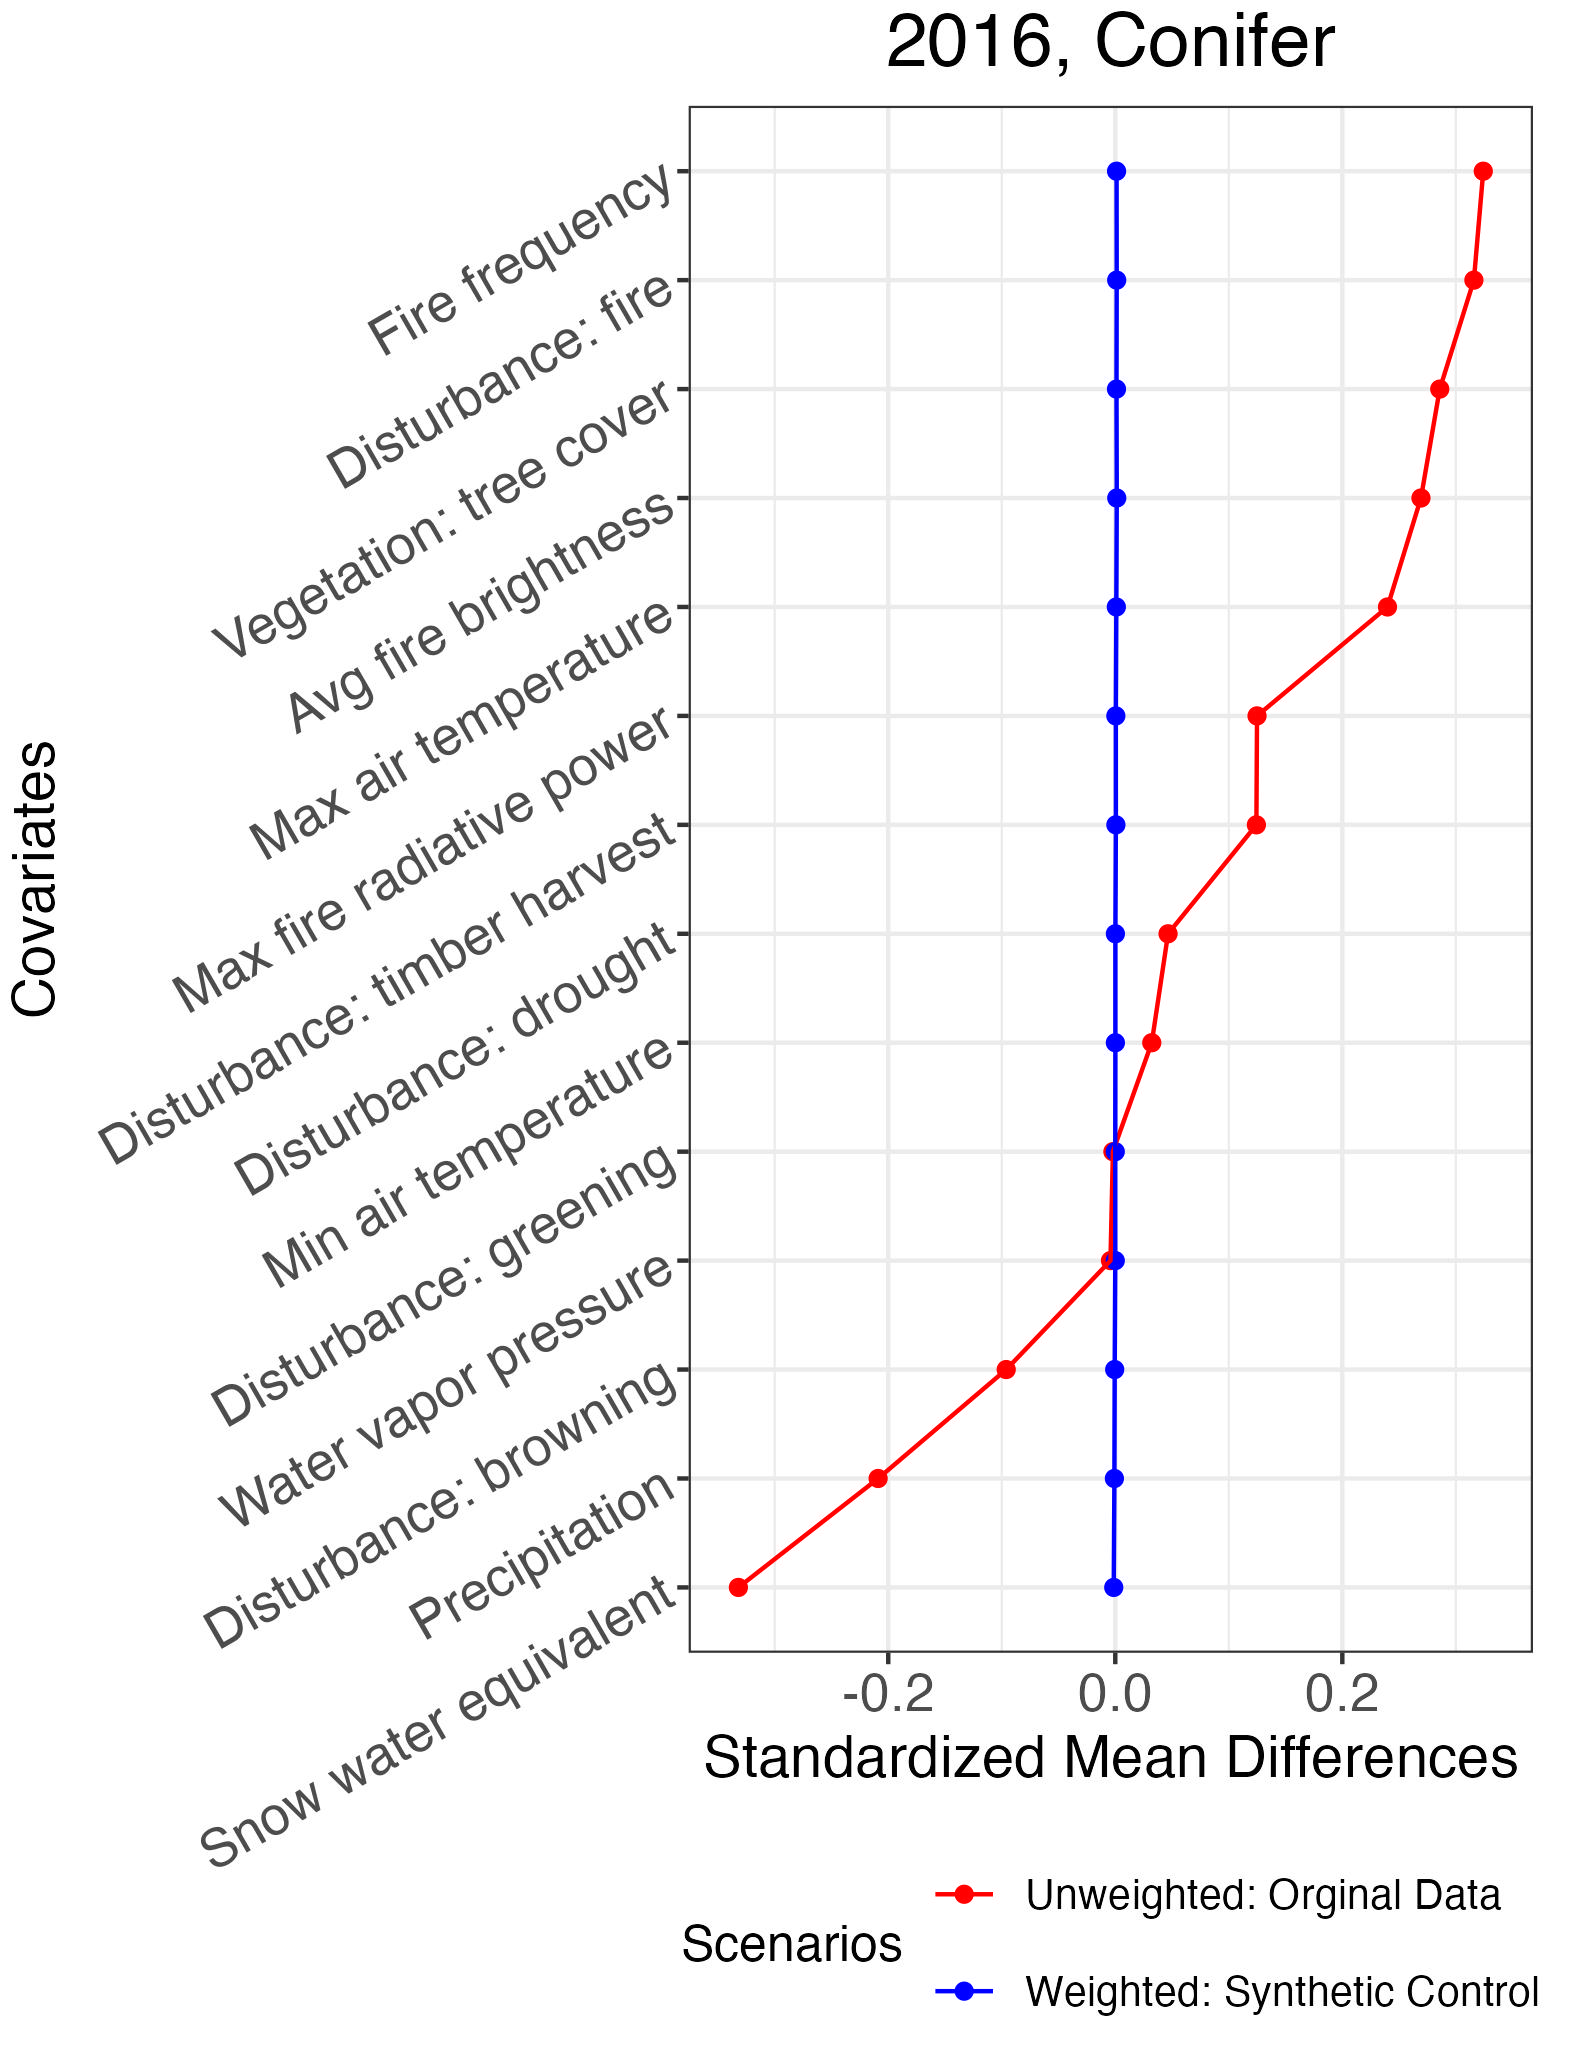 2016, Conifer
Covariates
Fire frequency
Disturbance: fire
Vegetation: tree cover
Avg fire brightness
Max air temperature
Max fire radiative power
Disturbance: timber harvest
Disturbance: drought
Min air temperature
Disturbance: greening
Water vapor pressure
Disturbance: browning
Precipitation
Snow water equivalent
-0.2 0.0 0.2
Standardized Mean Differences
Scenarios
Unweighted: Orginal Data
Weighted: Synthetic Control